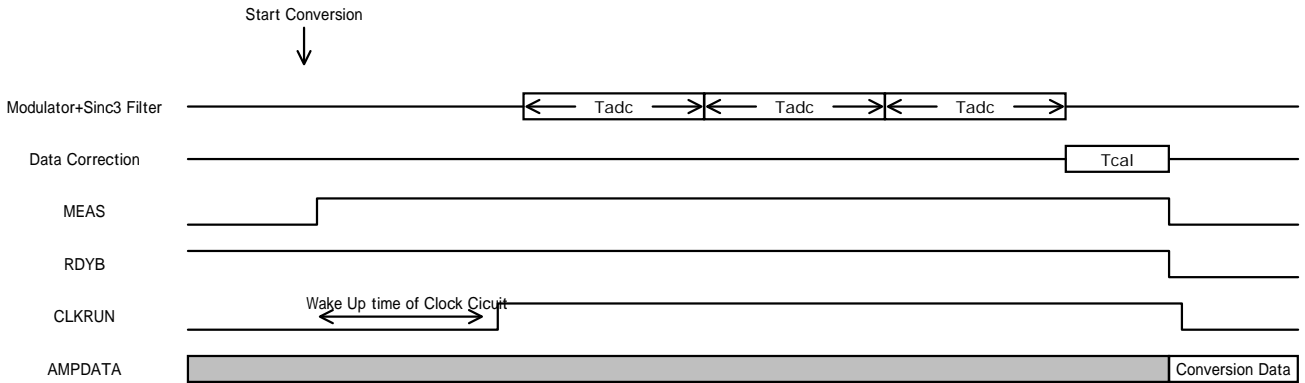 Start Conversion
Modulator+Sinc3 Filter
Tadc
Tadc
Tadc
Data Correction
Tcal
MEAS
RDYB
Wake Up time of Clock Cicuit
CLKRUN
AMPDATA
Conversion Data